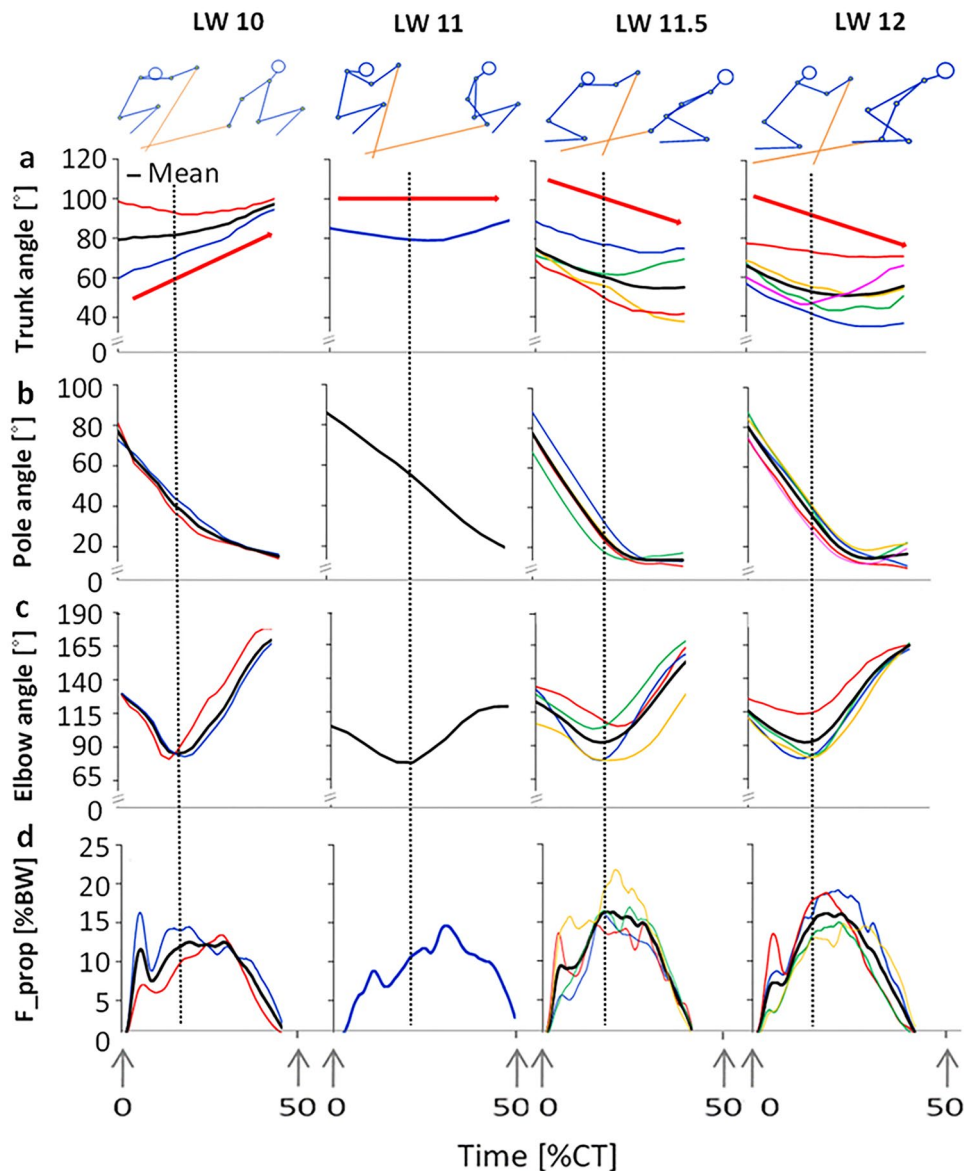 LW 10 LW 11 LW 11.5 LW 12
a
120
– Mean
100
80
60
40
0
Trunk angle [°]
b
100
80
60
40
20
0
Pole angle [°]
c
190
165
140
115
90
65
0
Elbow angle [°]
d
25
20
15
10
5
0
F_prop [%BW]
0 50 0 50 0 50 0 50
Time [%CT]